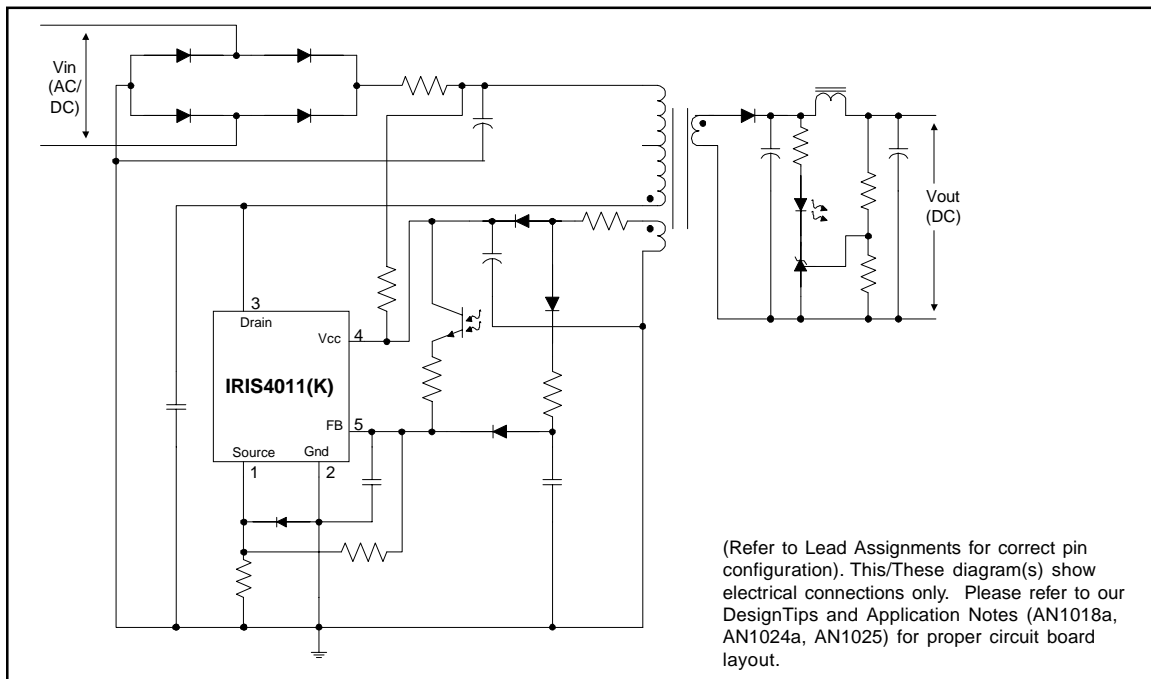 Vin
(AC/
DC)
Vout
(DC)
3
Drain
Vcc 4
IRIS4011(K)
FB 5
Source Gnd
1 2
(Refer to Lead Assignments for correct pin
configuration). This/These diagram(s) show
electrical connections only. Please refer to our
DesignTips and Application Notes (AN1018a,
AN1024a, AN1025) for proper circuit board
layout.